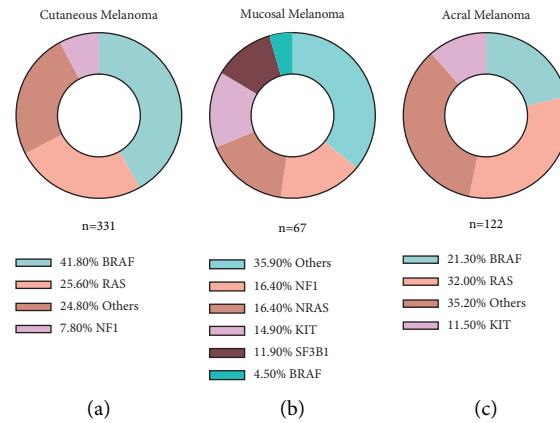 Cutaneous Melanoma
n=331
41.80% BRAF
25.60% RAS
24.80% Others
7.80% NF1
(a)
Mucosal Melanoma
n=67
35.90% Others
16.40% NF1
16.40% NRAS
14.90% KIT
11.90% SF3B1
4.50% BRAF
(b)
Acral Melanoma
n=122
21.30% BRAF
32.00% RAS
35.20% Others
11.50% KIT
(c)